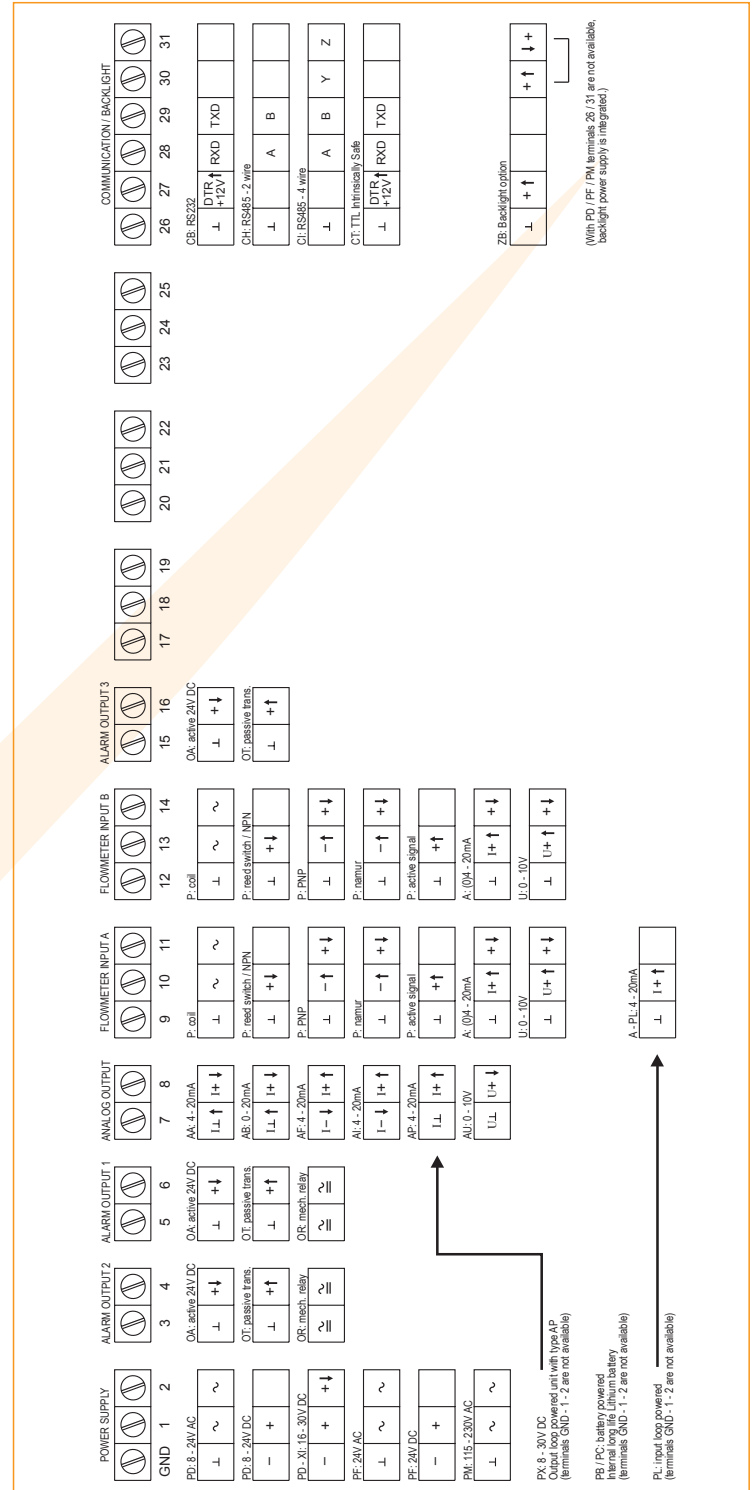 POWER SUPPLY
GND 1 2
PD: 8 - 24V AC
⊥ ~ ~
PD: 8 - 24V DC
− +
PD - XI: 16 - 30V DC
− + +↓
PF: 24V AC
⊥ ~ ~
PF: 24V DC
− +
PM: 115 - 230V AC
⊥ ~ ~
PX: 8 - 30V DC
Output loop powered unit with type AP
(terminals GND - 1 - 2 are not available)
PB / PC: battery powered
Internal long life Lithium battery
(terminals GND - 1 - 2 are not available)
PL: input loop powered
(terminals GND - 1 - 2 are not available)
ALARM OUTPUT 2
3 4
OA: active 24V DC
⊥ +↓
OT: passive trans.
⊥ +↑
OR: mech. relay
≂ ≂
ALARM OUTPUT 1
5 6
OA: active 24V DC
⊥ +↓
OT: passive trans.
⊥ +↑
OR: mech. relay
≂ ≂
ANALOG OUTPUT
7 8
AA: 4 - 20mA
I⊥↑ I+↓
AB: 0 - 20mA
I⊥↑ I+↓
AF: 4 - 20mA
I−↓ I+↑
AI: 4 - 20mA
I−↓ I+↑
AP: 4 - 20mA
I⊥ I+↑
AU: 0 - 10V
U⊥ U+↓
FLOWMETER INPUT A
9 10 11
P: coil
⊥ ~ ~
P: reed switch / NPN
⊥ +↓
P: PNP
⊥ −↑ +↓
P: namur
⊥ −↑ +↓
P: active signal
⊥ +↑
A: (0)4 - 20mA
⊥ I+↑ +↓
U: 0 - 10V
⊥ U+↑ +↓
A - PL: 4 - 20mA
⊥ I+↑
FLOWMETER INPUT B
12 13 14
P: coil
⊥ ~ ~
P: reed switch / NPN
⊥ +↓
P: PNP
⊥ −↑ +↓
P: namur
⊥ −↑ +↓
P: active signal
⊥ +↑
A: (0)4 - 20mA
⊥ I+↑ +↓
U: 0 - 10V
⊥ U+↑ +↓
ALARM OUTPUT 3
15 16
OA: active 24V DC
⊥ +↓
OT: passive trans.
⊥ +↑
17 18 19
20 21 22
23 24 25
COMMUNICATION / BACKLIGHT
26 27 28 29 30 31
CB: RS232
⊥ DTR +12V↑ RXD TXD
CH: RS485 - 2 wire
⊥ A B
CI: RS485 - 4 wire
⊥ A B Y Z
CT: TTL Intrinsically Safe
⊥ DTR +12V↑ RXD TXD
ZB: Backlight option
⊥ +↑ +↑ ↓+
(With PD / PF / PM terminals 26 / 31 are not available,
backlight power supply is integrated.)